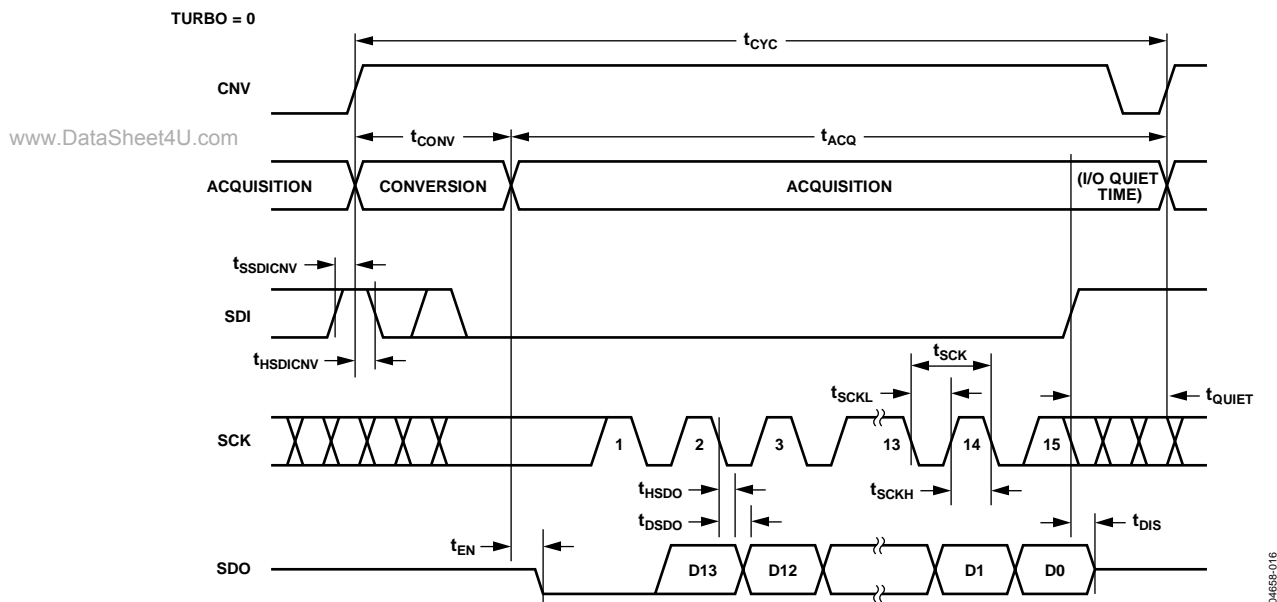 TURBO = 0
tCYC
CNV
www.DataSheet4U.com
tCONV
tACQ
ACQUISITION
CONVERSION
ACQUISITION
(I/O QUIET
TIME)
tSSDICNV
SDI
tHSDICNV
tSCK
tSCKL
tQUIET
SCK
1
2
3
13
14
15
tHSDO
tSCKH
tDSDO
tDIS
tEN
SDO
D13
D12
D1
D0
04658-016